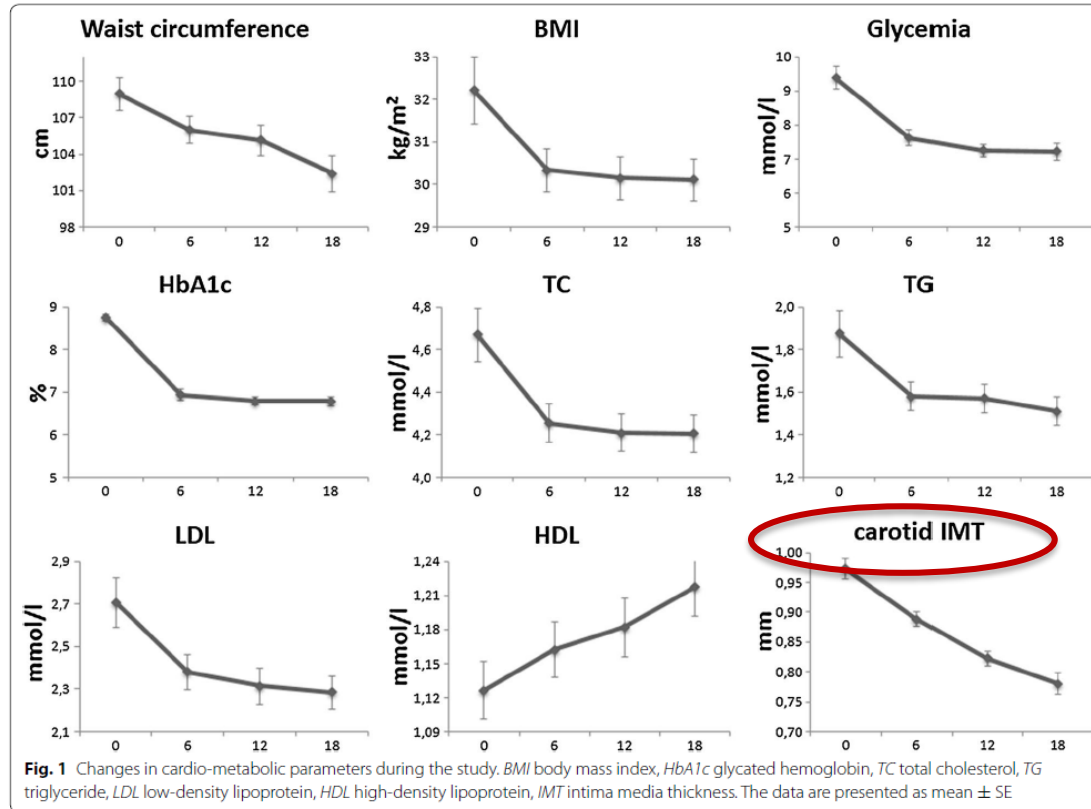 Waist circumference
110
107
104
101
98
cm
0 6 12 18
BMI
32
31
30
29
kg/m²
0 6 12 18
Glycemia
10
9
8
7
6
5
mmol/l
0 6 12 18
HbA1c
9
8
7
6
5
%
0 6 12 18
TC
4,8
4,6
4,4
4,2
4,0
mmol/l
0 6 12 18
TG
2,0
1,8
1,6
1,4
1,2
mmol/l
0 6 12 18
LDL
2,9
2,7
2,5
2,3
2,1
mmol/l
0 6 12 18
HDL
1,24
1,21
1,18
1,15
1,12
1,09
mmol/l
0 6 12 18
carotid IMT
1,00
0,95
0,90
0,85
0,80
0,75
0,70
mm
0 6 12 18
Fig. 1 Changes in cardio-metabolic parameters during the study. BMI body mass index, HbA1c glycated hemoglobin, TC total cholesterol, TG
triglyceride, LDL low-density lipoprotein, HDL high-density lipoprotein, IMT intima media thickness. The data are presented as mean ± SE